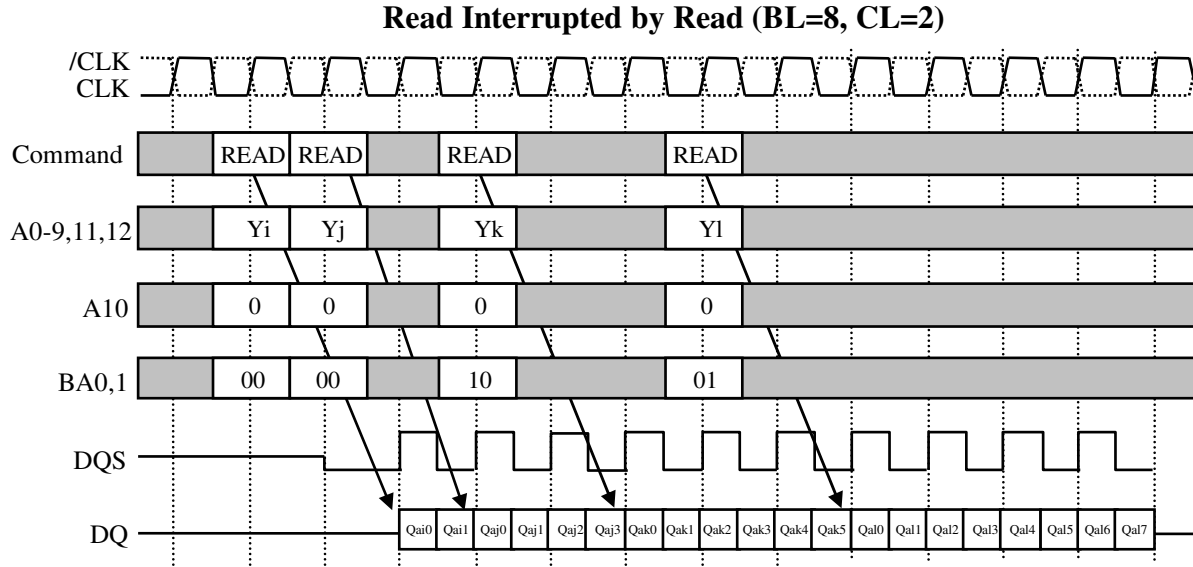 Read Interrupted by Read (BL=8, CL=2)
/CLK
CLK
Command READ READ READ READ
A0-9,11,12 Yi Yj Yk Yl
A10 0 0 0 0
BA0,1 00 00 10 01
DQS
DQ Qai0 Qai1 Qaj0 Qaj1 Qaj2 Qaj3 Qak0 Qak1 Qak2 Qak3 Qak4 Qak5 Qal0 Qal1 Qal2 Qal3 Qal4 Qal5 Qal6 Qal7